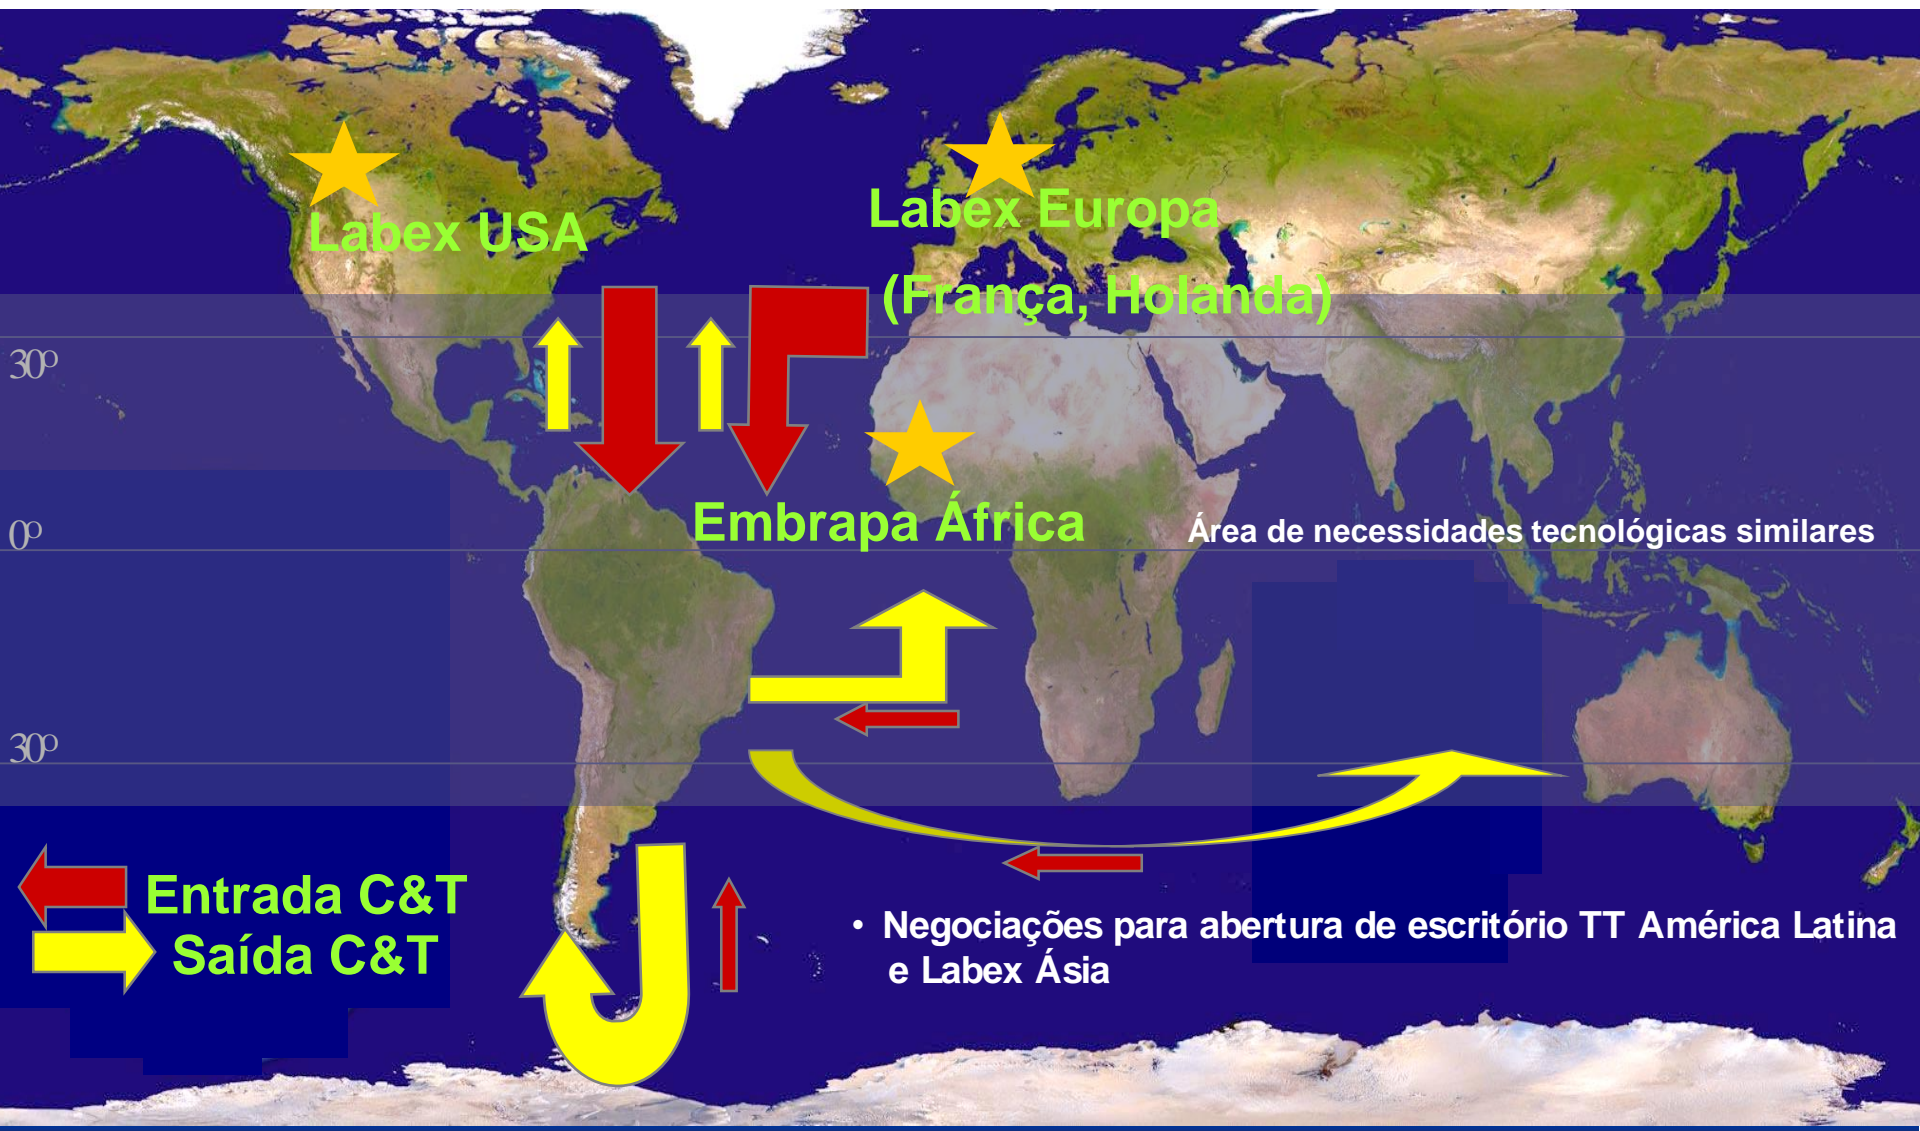 Labex USA
Labex Europa
(França, Holanda)
30º
Embrapa África
0º
Área de necessidades tecnológicas similares
30º
Entrada C&T
Saída C&T
• Negociações para abertura de escritório TT América Latina
e Labex Ásia